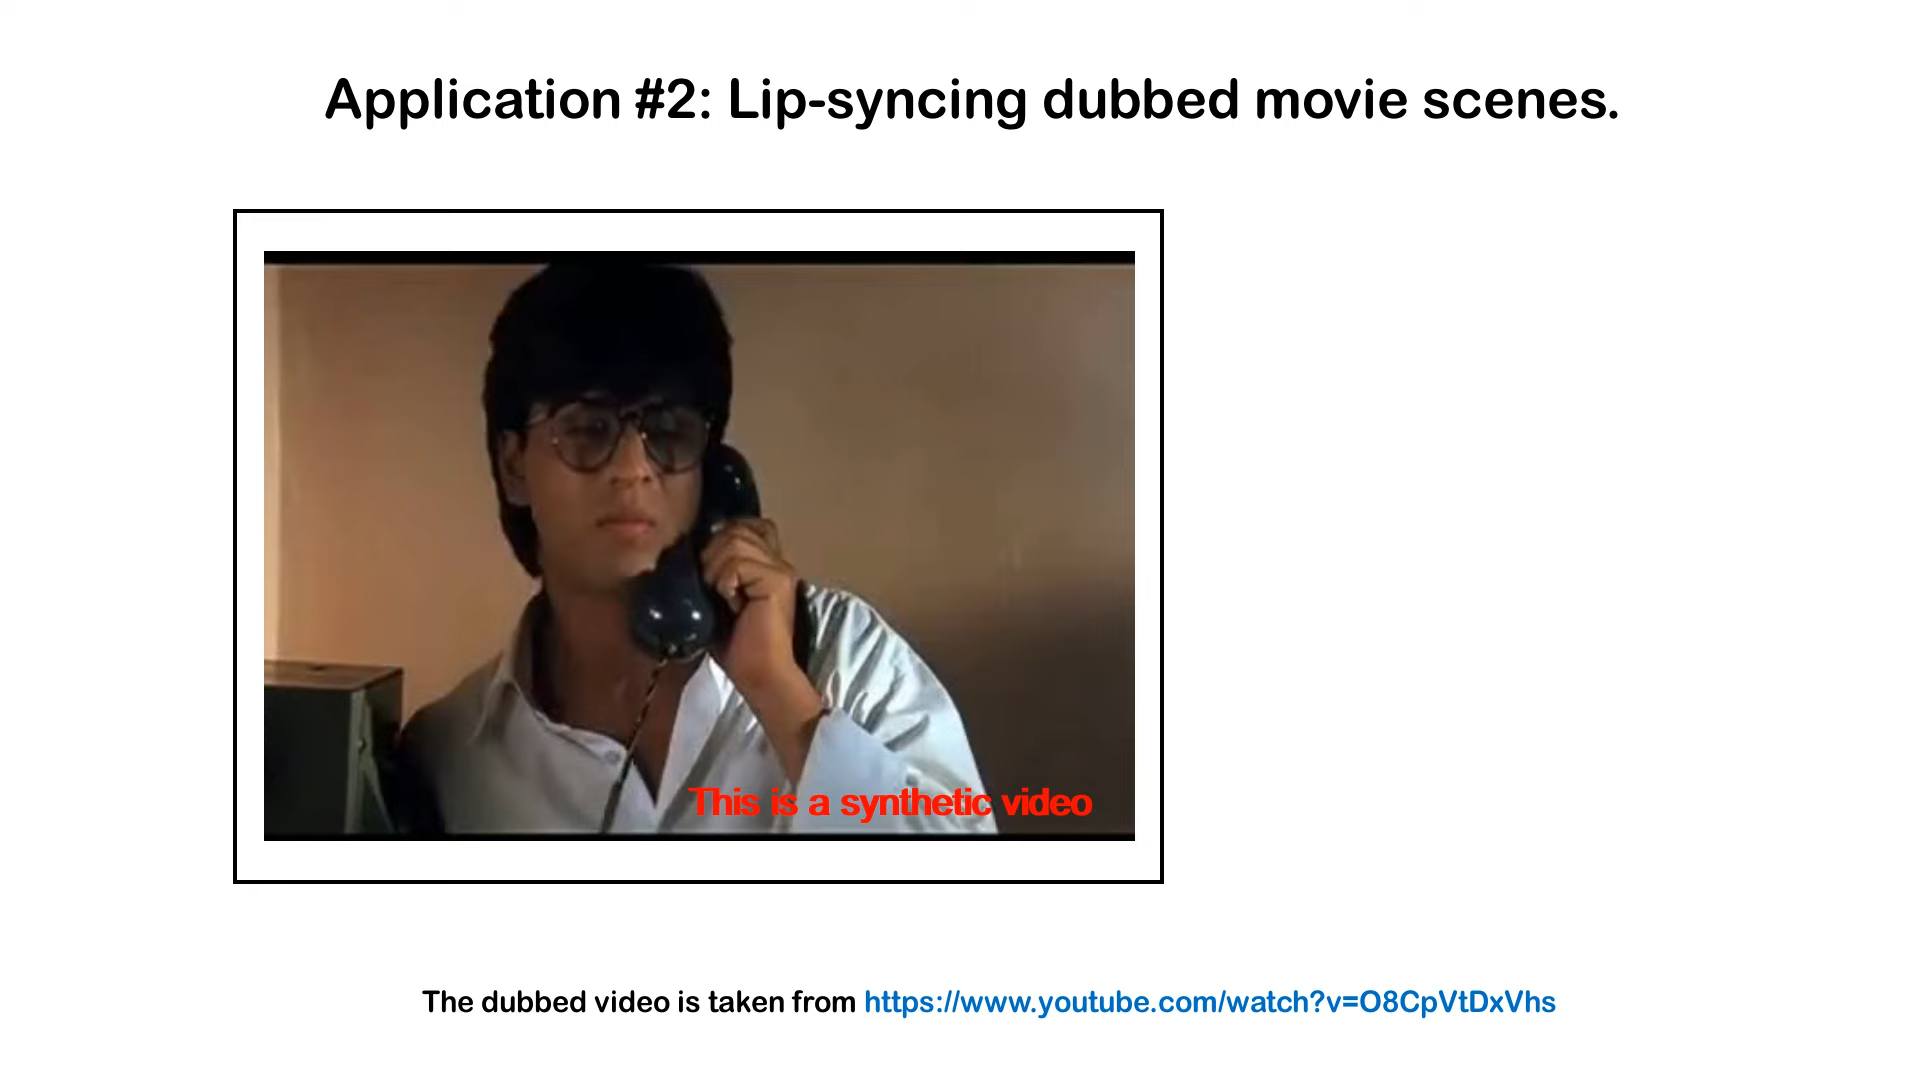 Application #2: Lip-syncing dubbed movie scenes.
This is a synthetic video
The dubbed video is taken from https://www.youtube.com/watch?v=O8CpVtDxVhs